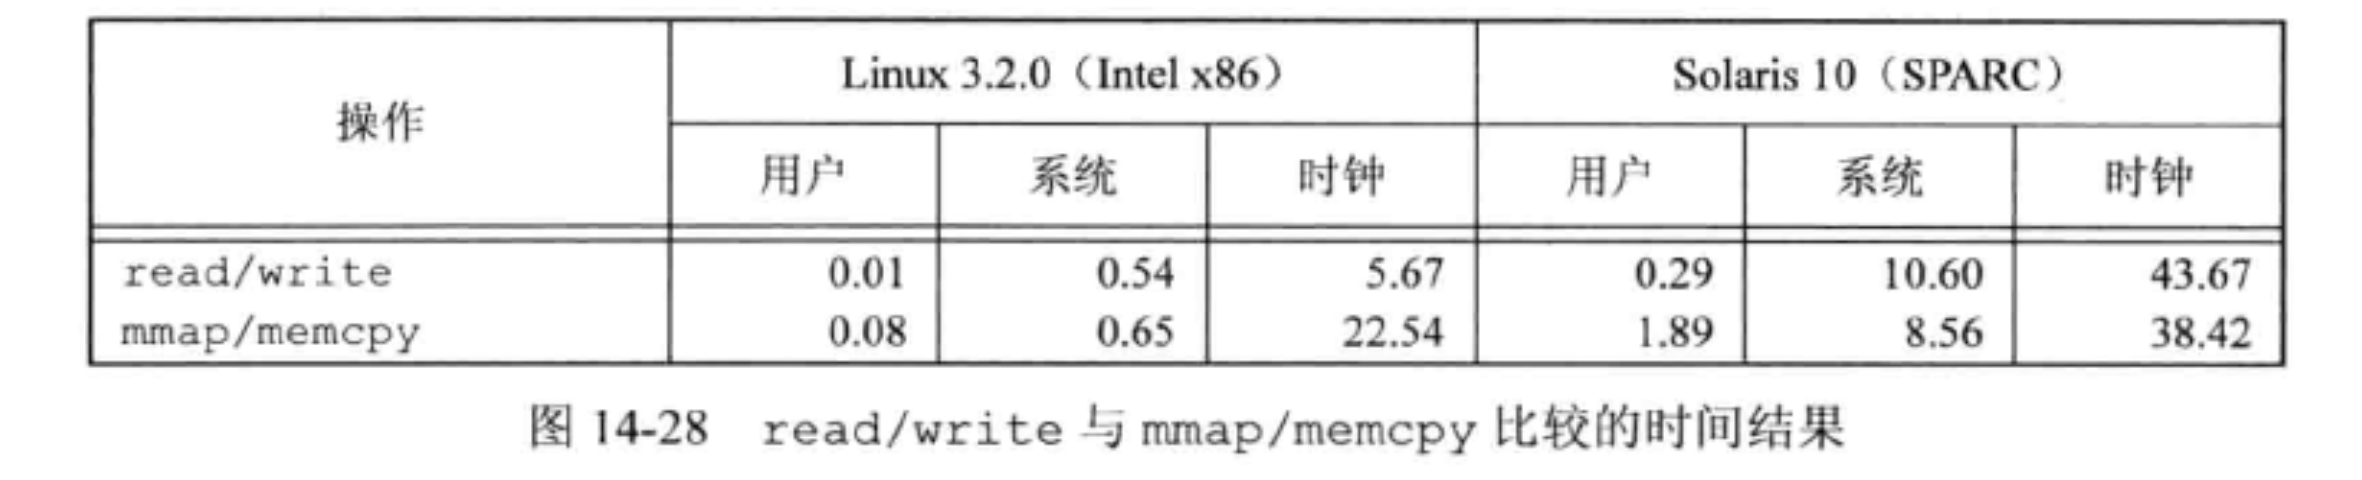 操作 Linux 3.2.0（Intel x86） Solaris 10（SPARC）
用户 系统 时钟 用户 系统 时钟
read/write 0.01 0.54 5.67 0.29 10.60 43.67
mmap/memcpy 0.08 0.65 22.54 1.89 8.56 38.42
图 14-28 read/write 与 mmap/memcpy 比较的时间结果